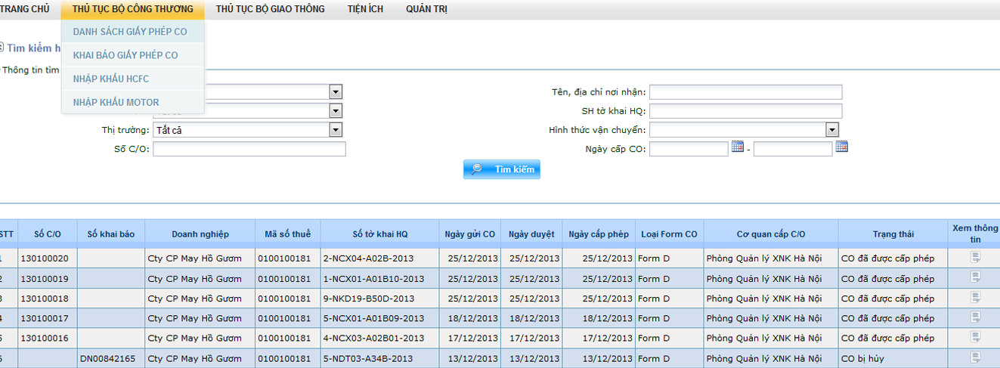 TRANG CHỦ THỦ TỤC BỘ CÔNG THƯƠNG THỦ TỤC BỘ GIAO THÔNG TIỆN ÍCH QUẢN TRỊ
DANH SÁCH GIẤY PHÉP CO
KHAI BÁO GIẤY PHÉP CO
NHẬP KHẨU HCFC
NHẬP KHẨU MOTOR
Tìm kiếm h
Thông tin tìm
Tên, địa chỉ nơi nhận:
SH tờ khai HQ:
Thị trường: Tất cả Hình thức vận chuyển:
Số C/O: Ngày cấp CO: -
Tìm kiếm
STT Số C/O Số khai báo Doanh nghiệp Mã số thuế Số tờ khai HQ Ngày gửi CO Ngày duyệt Ngày cấp phép Loại Form CO Cơ quan cấp C/O Trạng thái Xem thông tin
1 130100020 Cty CP May Hồ Gươm 0100100181 2-NCX04-A02B-2013 25/12/2013 25/12/2013 25/12/2013 Form D Phòng Quản lý XNK Hà Nội CO đã được cấp phép
2 130100019 Cty CP May Hồ Gươm 0100100181 1-NCX01-A01B10-2013 25/12/2013 25/12/2013 25/12/2013 Form D Phòng Quản lý XNK Hà Nội CO đã được cấp phép
3 130100018 Cty CP May Hồ Gươm 0100100181 9-NKD19-B50D-2013 25/12/2013 25/12/2013 25/12/2013 Form D Phòng Quản lý XNK Hà Nội CO đã được cấp phép
4 130100017 Cty CP May Hồ Gươm 0100100181 5-NCX01-A01B09-2013 18/12/2013 18/12/2013 18/12/2013 Form D Phòng Quản lý XNK Hà Nội CO đã được cấp phép
5 130100016 Cty CP May Hồ Gươm 0100100181 4-NCX03-A02B01-2013 17/12/2013 17/12/2013 17/12/2013 Form D Phòng Quản lý XNK Hà Nội CO đã được cấp phép
6 DN00842165 Cty CP May Hồ Gươm 0100100181 5-NDT03-A34B-2013 13/12/2013 13/12/2013 13/12/2013 Form D Phòng Quản lý XNK Hà Nội CO bị hủy